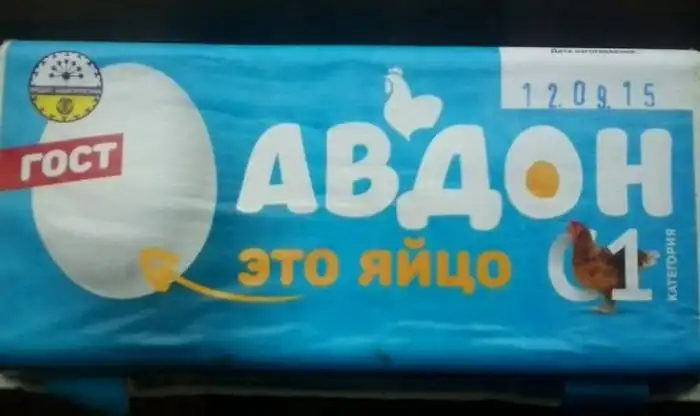 Дата изготовления
12.09.15
ГОСТ
АВДОН
ЭТО ЯЙЦО
С1
КАТЕГОРИЯ